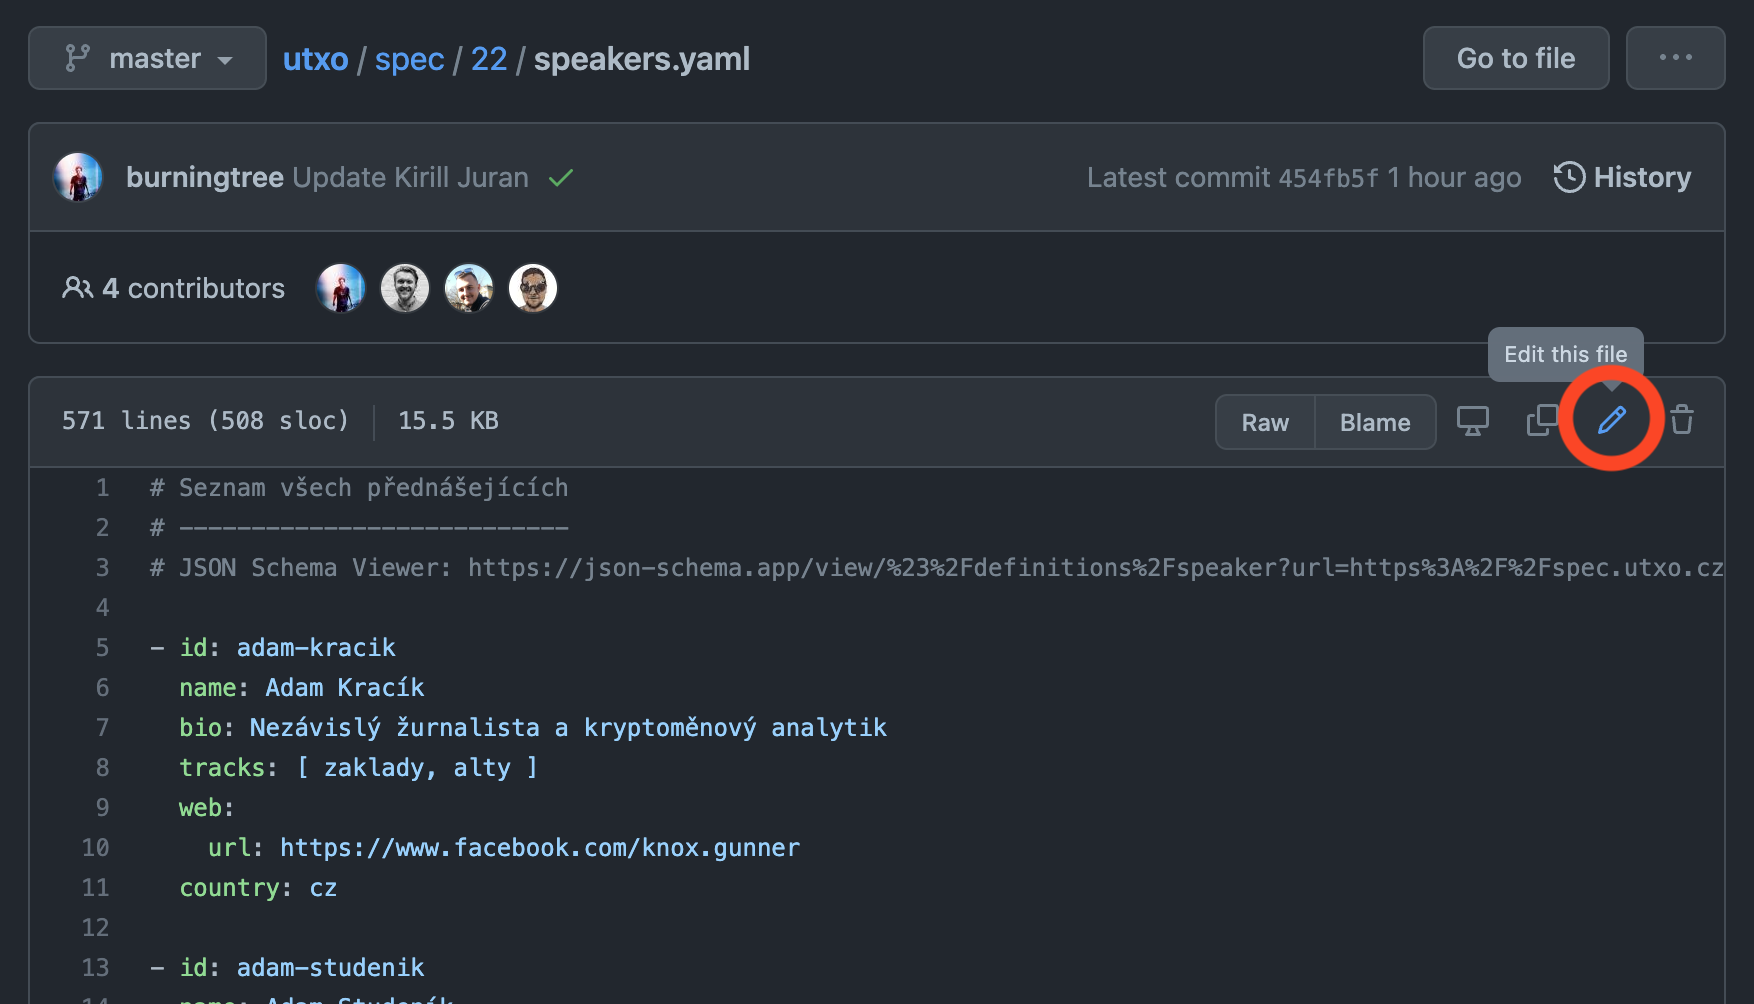 master utxo / spec / 22 / speakers.yaml Go to file ...
burningtree Update Kirill Juran Latest commit 454fb5f 1 hour ago History
4 contributors
Edit this file
571 lines (508 sloc) 15.5 KB Raw Blame
1 # Seznam všech přednášejících
2 # ---------------------------
3 # JSON Schema Viewer: https://json-schema.app/view/%23%2Fdefinitions%2Fspeaker?url=https%3A%2F%2Fspec.utxo.cz
4
5 - id: adam-kracik
6 name: Adam Kracík
7 bio: Nezávislý žurnalista a kryptoměnový analytik
8 tracks: [ zaklady, alty ]
9 web:
10 url: https://www.facebook.com/knox.gunner
11 country: cz
12
13 - id: adam-studenik
14 name: Adam Studeník